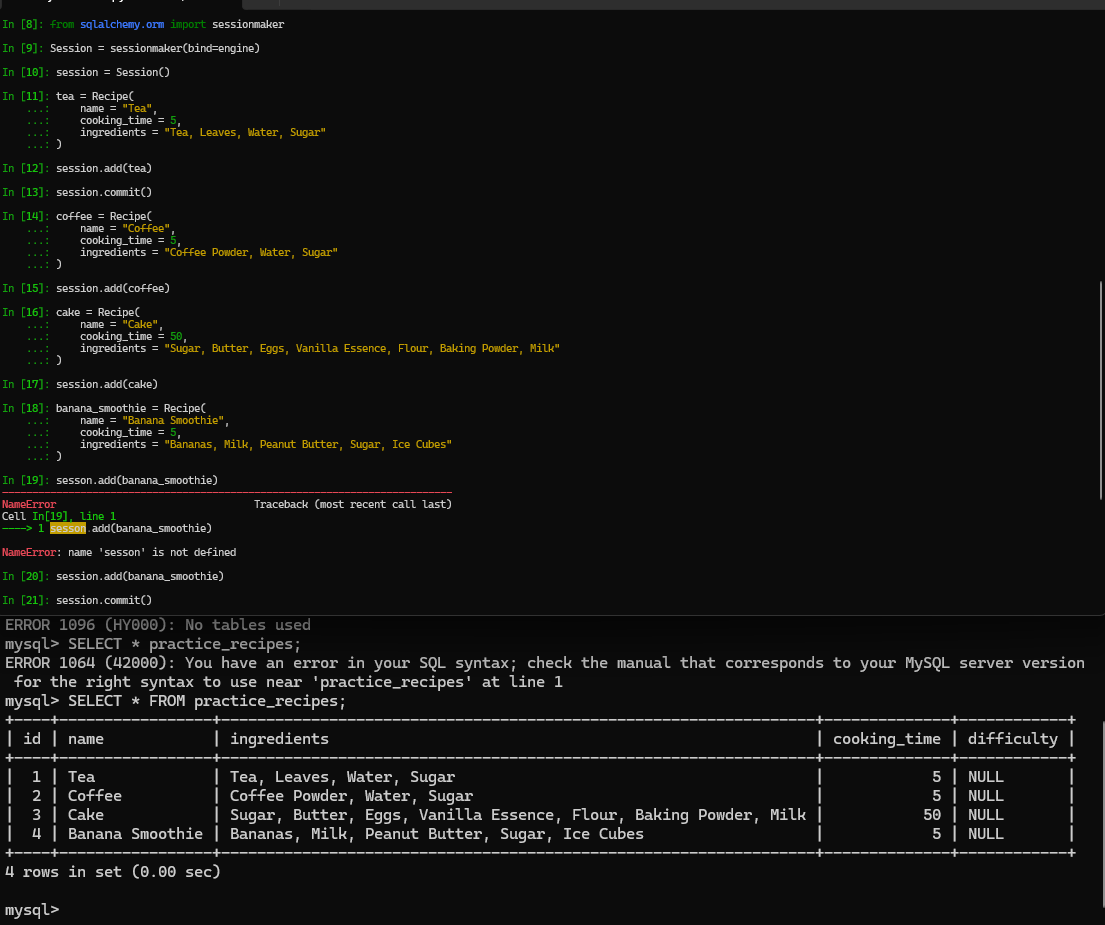 In [8]: from sqlalchemy.orm import sessionmaker
In [9]: Session = sessionmaker(bind=engine)
In [10]: session = Session()
In [11]: tea = Recipe(
    ...:     name = "Tea",
    ...:     cooking_time = 5,
    ...:     ingredients = "Tea, Leaves, Water, Sugar"
    ...: )
In [12]: session.add(tea)
In [13]: session.commit()
In [14]: coffee = Recipe(
    ...:     name = "Coffee",
    ...:     cooking_time = 5,
    ...:     ingredients = "Coffee Powder, Water, Sugar"
    ...: )
In [15]: session.add(coffee)
In [16]: cake = Recipe(
    ...:     name = "Cake",
    ...:     cooking_time = 50,
    ...:     ingredients = "Sugar, Butter, Eggs, Vanilla Essence, Flour, Baking Powder, Milk"
    ...: )
In [17]: session.add(cake)
In [18]: banana_smoothie = Recipe(
    ...:     name = "Banana Smoothie",
    ...:     cooking_time = 5,
    ...:     ingredients = "Bananas, Milk, Peanut Butter, Sugar, Ice Cubes"
    ...: )
In [19]: sesson.add(banana_smoothie)
---------------------------------------------------------------------------
NameError                                 Traceback (most recent call last)
Cell In[19], line 1
----> 1 sesson.add(banana_smoothie)
NameError: name 'sesson' is not defined
In [20]: session.add(banana_smoothie)
In [21]: session.commit()
ERROR 1096 (HY000): No tables used
mysql> SELECT * practice_recipes;
ERROR 1064 (42000): You have an error in your SQL syntax; check the manual that corresponds to your MySQL server version
 for the right syntax to use near 'practice_recipes' at line 1
mysql> SELECT * FROM practice_recipes;
+----+-----------------+------------------------------------------------------------------+--------------+------------+
| id | name            | ingredients                                                      | cooking_time | difficulty |
+----+-----------------+------------------------------------------------------------------+--------------+------------+
|  1 | Tea             | Tea, Leaves, Water, Sugar                                        |            5 | NULL       |
|  2 | Coffee          | Coffee Powder, Water, Sugar                                      |            5 | NULL       |
|  3 | Cake            | Sugar, Butter, Eggs, Vanilla Essence, Flour, Baking Powder, Milk |           50 | NULL       |
|  4 | Banana Smoothie | Bananas, Milk, Peanut Butter, Sugar, Ice Cubes                   |            5 | NULL       |
+----+-----------------+------------------------------------------------------------------+--------------+------------+
4 rows in set (0.00 sec)
mysql>